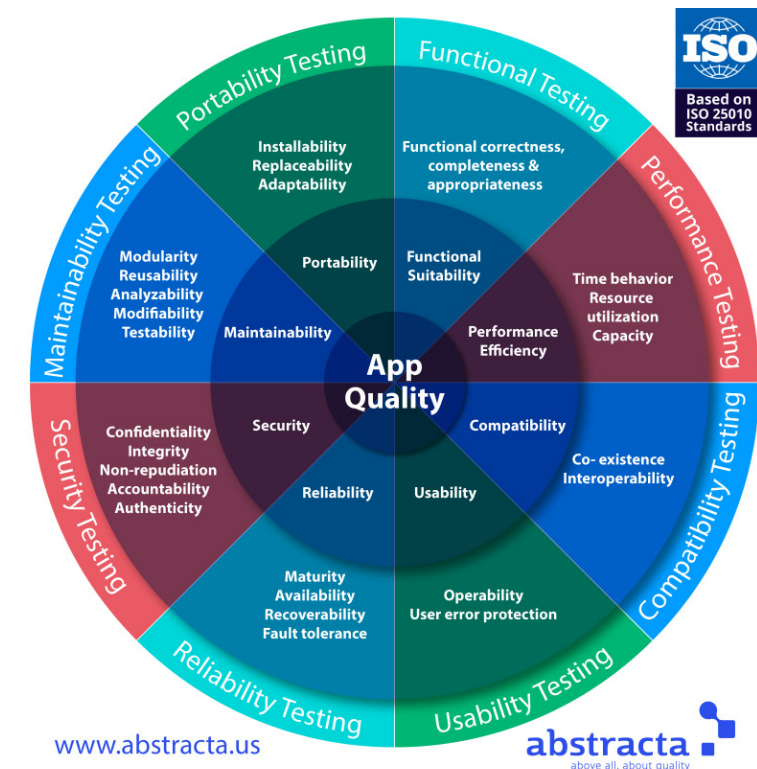 ISO
Based on
ISO 25010
Standards
Portability Testing
Installability
Replaceability
Adaptability
Portability
Functional Testing
Functional correctness,
completeness &
appropriateness
Functional
Suitability
Performance Testing
Time behavior
Resource
utilization
Capacity
Performance
Efficiency
Compatibility Testing
Co- existence
Interoperability
Compatibility
Usability Testing
Operability
User error protection
Usability
Reliability Testing
Maturity
Availability
Recoverability
Fault tolerance
Reliability
Security Testing
Confidentiality
Integrity
Non-repudiation
Accountability
Authenticity
Security
Maintainability Testing
Modularity
Reusability
Analyzability
Modifiability
Testability
Maintainability
App
Quality
www.abstracta.us
abstracta
above all, about quality